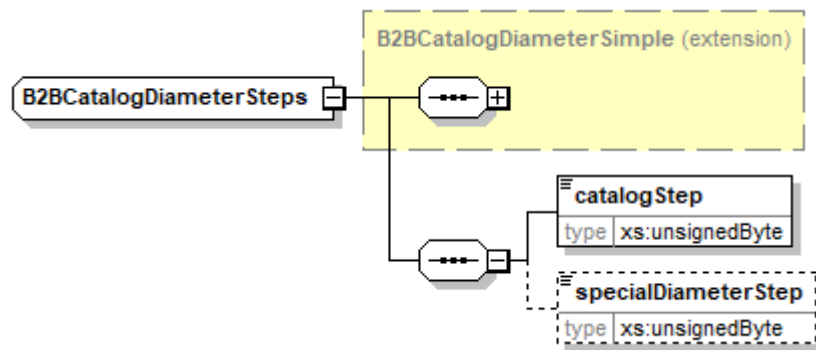 B2BCatalogDiameterSimple (extension)
B2BCatalogDiameterSteps
catalogStep
type xs:unsignedByte
specialDiameterStep
type xs:unsignedByte